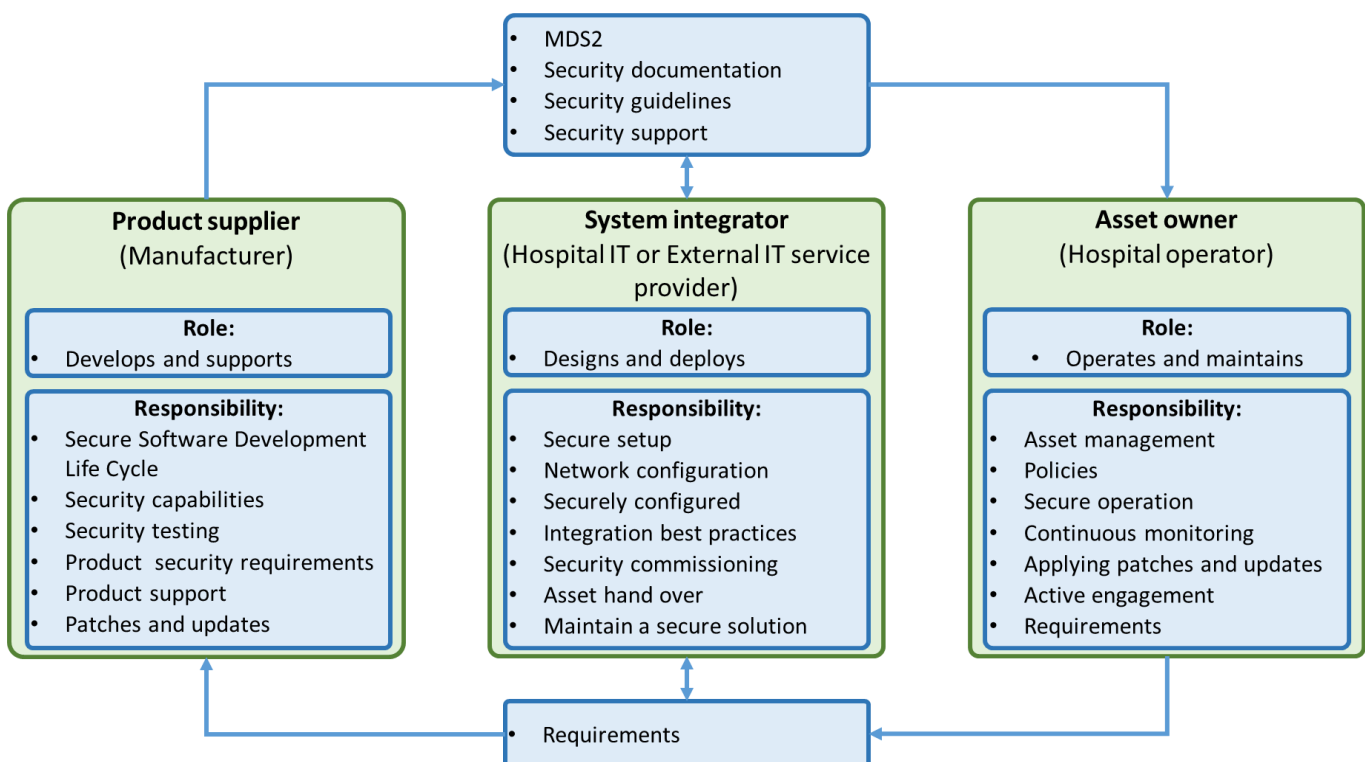 • MDS2
• Security documentation
• Security guidelines
• Security support
Product supplier
(Manufacturer)
Role:
• Develops and supports
Responsibility:
• Secure Software Development
Life Cycle
• Security capabilities
• Security testing
• Product  security requirements
• Product support
• Patches and updates
System integrator
(Hospital IT or External IT service
provider)
Role:
• Designs and deploys
Responsibility:
• Secure setup
• Network configuration
• Securely configured
• Integration best practices
• Security commissioning
• Asset hand over
• Maintain a secure solution
Asset owner
(Hospital operator)
Role:
• Operates and maintains
Responsibility:
• Asset management
• Policies
• Secure operation
• Continuous monitoring
• Applying patches and updates
• Active engagement
• Requirements
• Requirements